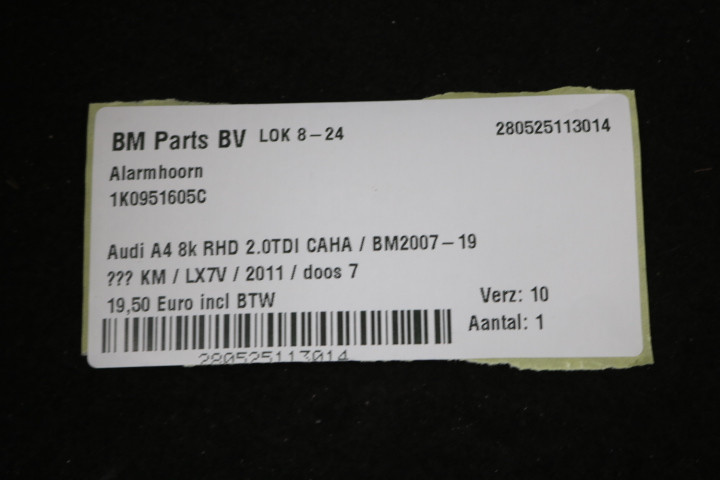 BM Parts BV LOK 8-24 280525113014
Alarmhoorn
1K0951605C
Audi A4 8k RHD 2.0TDI CAHA / BM2007-19
??? KM / LX7V / 2011 / doos 7
19,50 Euro incl BTW Verz: 10
Aantal: 1
280525113014